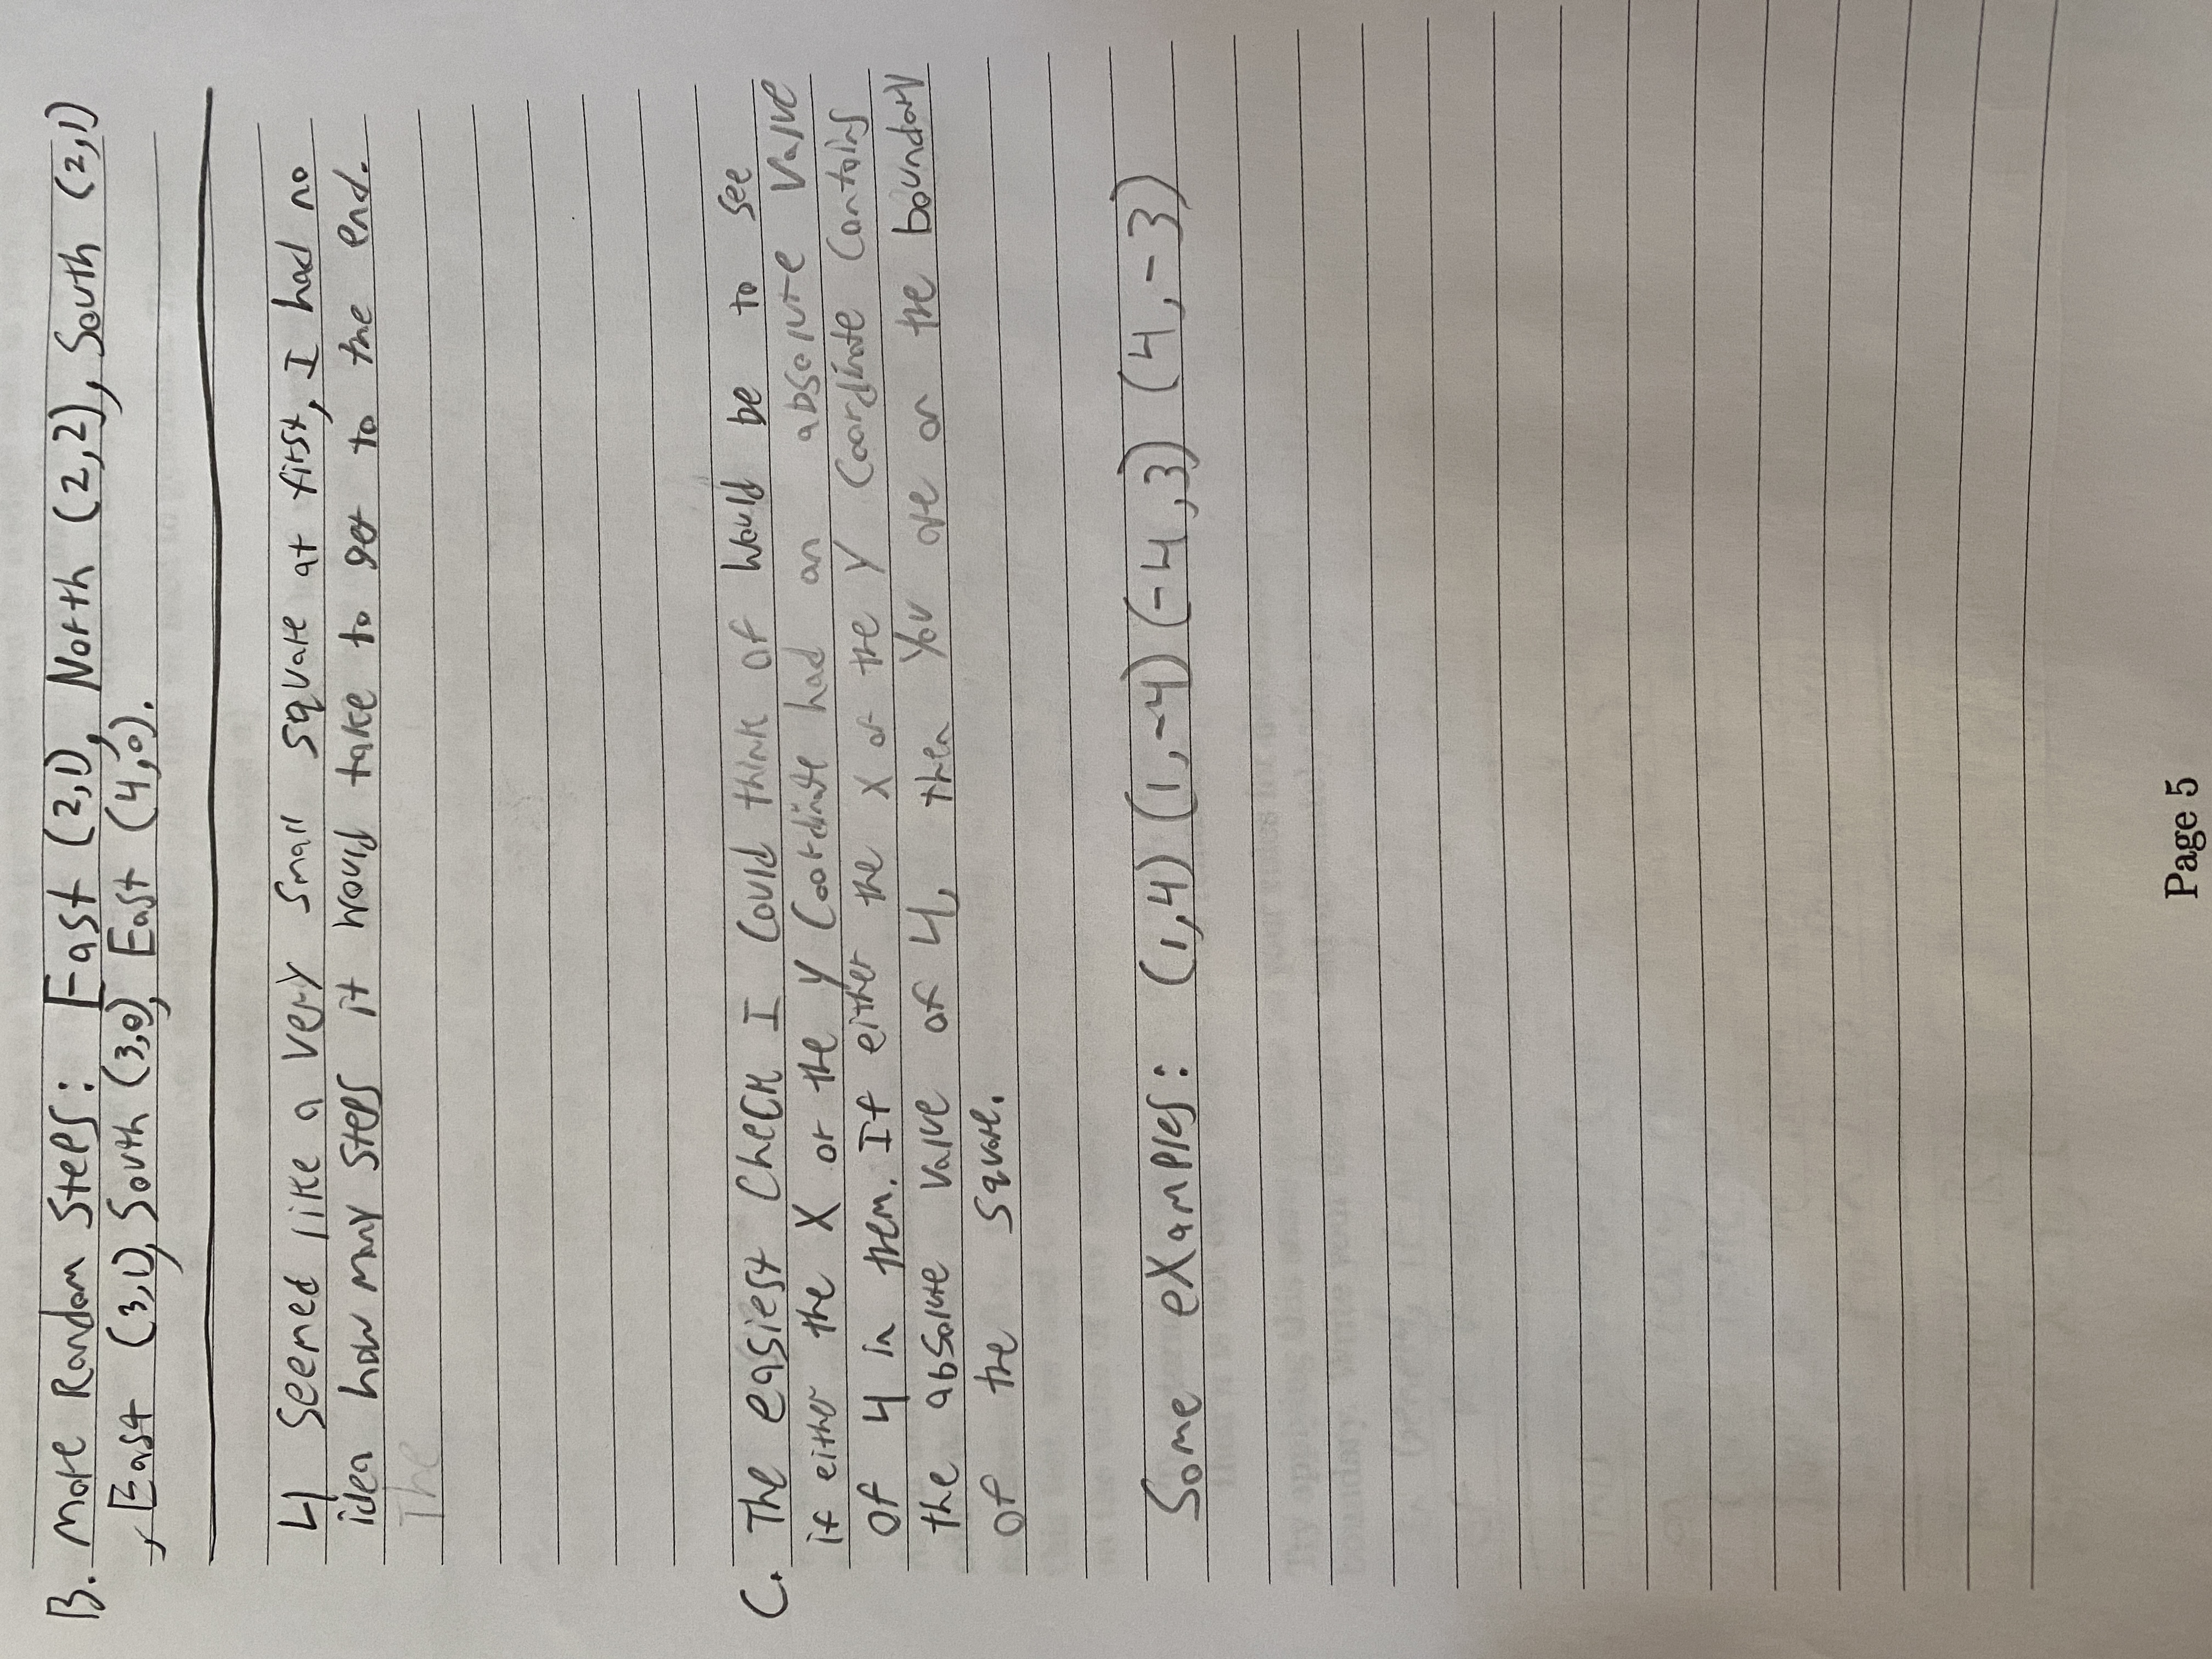 B. More Random Steps: East (2,1), North (2,2), South (2,1)
, East (3,1), South (3,0), East (4,0).
4 seemed like a very small square at first, I had no
idea how many steps it would take to get to the end.
The
C. The easiest check I could think of would be to see
if either the X or the Y Coordinate had an absolute value
of 4 in them. If either the X or the Y Coordinate contains
the absolute value of 4, then you are on the boundary
of the square.
Some examples: (1,4) (1,-4) (-4,3) (4,-3)
Page 5